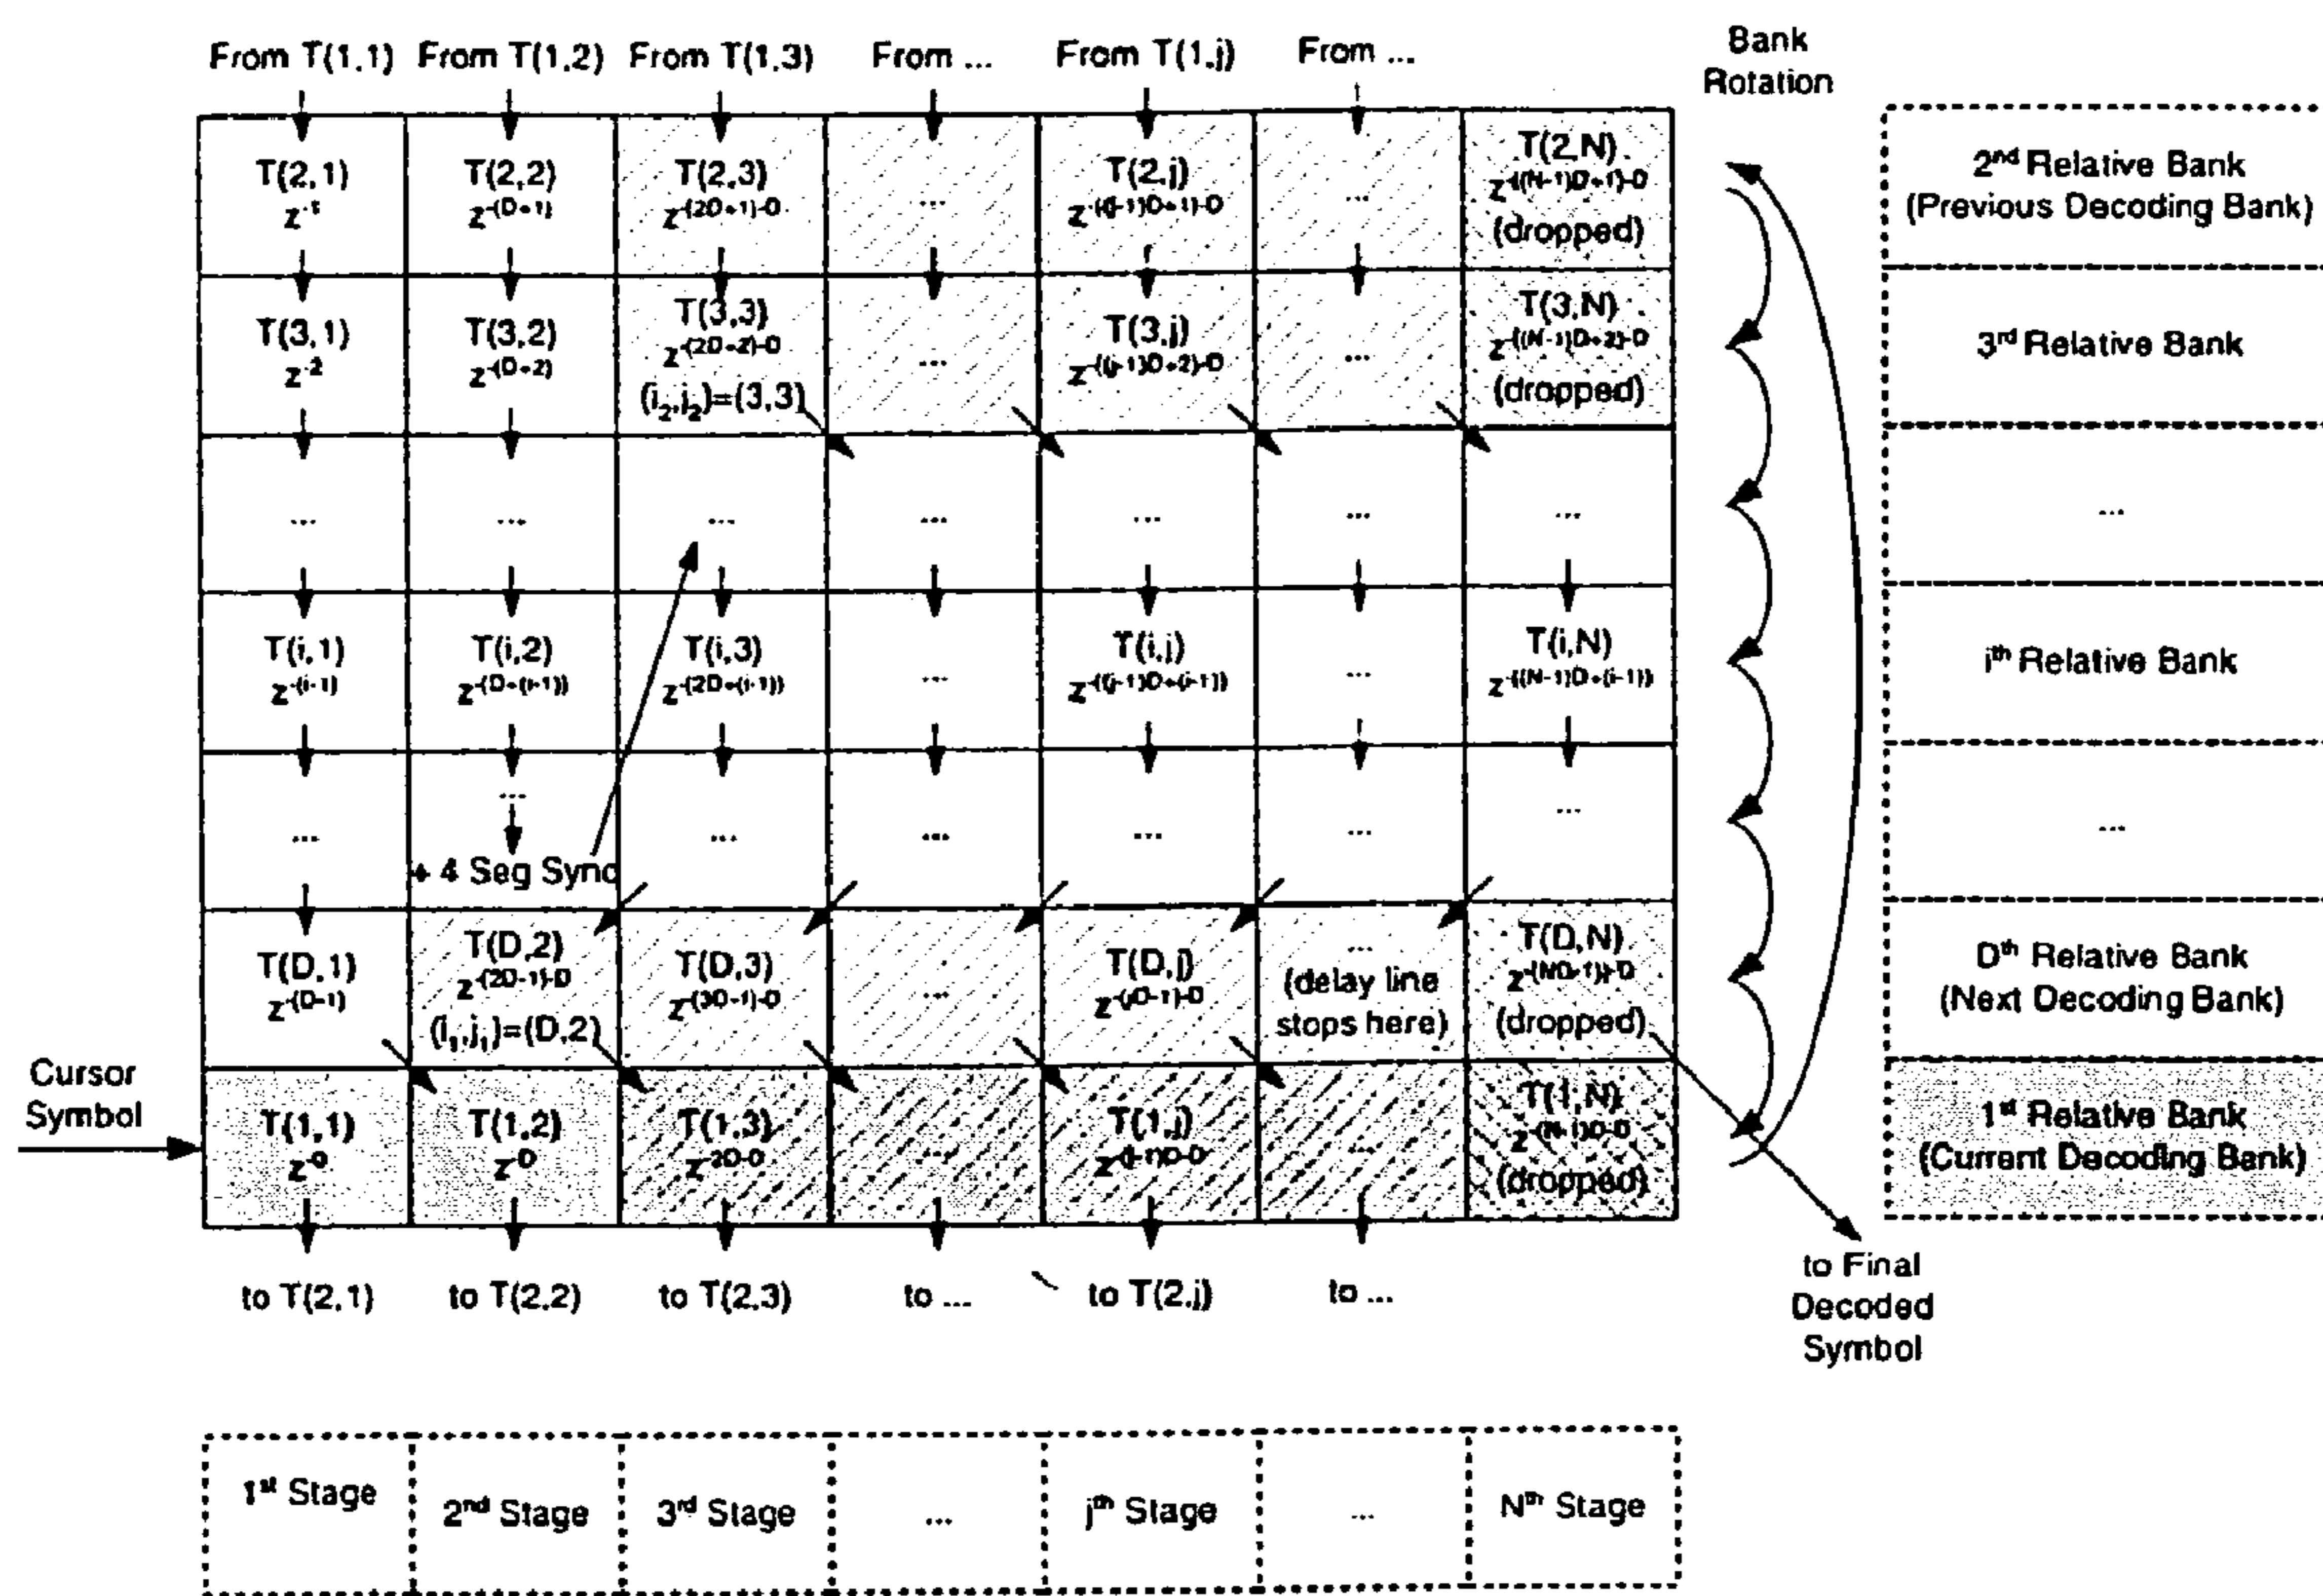 From T(1,1) From T(1,2) From T(1,3) From ... From T(1,j) From ...
Bank
Rotation
T(2,1)
z^-1
T(2,2)
z^-(D+1)
T(2,3)
z^-(2D+1)-D
...
T(2,j)
z^-((j-1)D+1)-D
...
T(2,N)
z^-((N-1)D+1)-D
(dropped)
2nd Relative Bank
(Previous Decoding Bank)
T(3,1)
z^-2
T(3,2)
z^-(D+2)
T(3,3)
z^-(2D+2)-D
(i2,j2)=(3,3)
...
T(3,j)
z^-((j-1)D+2)-D
...
T(3,N)
z^-((N-1)D+2)-D
(dropped)
3rd Relative Bank
... ... ... ... ... ... ...
...
T(i,1)
z^-(i-1)
T(i,2)
z^-(D+(i-1))
T(i,3)
z^-(2D+(i-1))
...
T(i,j)
z^-((j-1)D+(i-1))
...
T(i,N)
z^-((N-1)D+(i-1))
ith Relative Bank
... ... ... ... ... ... ...
...
+ 4 Seg Sync
T(D,1)
z^-(D-1)
T(D,2)
z^-(2D-1)-D
(i1,j1)=(D,2)
T(D,3)
z^-(3D-1)-D
...
T(D,j)
z^-(jD-1)-D
...
(delay line
stops here)
T(D,N)
z^-(ND-1))-D
(dropped)
Dth Relative Bank
(Next Decoding Bank)
Cursor
Symbol
T(1,1)
z^-0
T(1,2)
z^-D
T(1,3)
z^-2D-D
...
T(1,j)
z^-(j-1)D-D
...
T(1,N)
z^-(N-1)D-D
(dropped)
1st Relative Bank
(Current Decoding Bank)
to T(2,1) to T(2,2) to T(2,3) to ... to T(2,j) to ...
to Final
Decoded
Symbol
1st Stage 2nd Stage 3rd Stage ... jth Stage ... Nth Stage